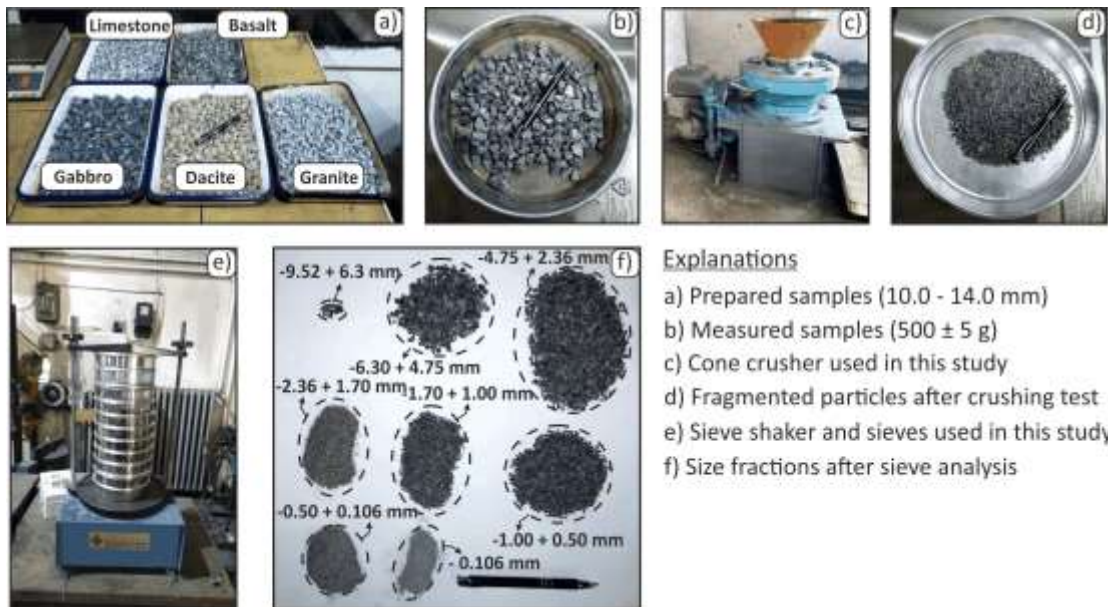 Limestone
Basalt
a)
Gabbro
Dacite
Granite
b)
c)
d)
e)
f)
-9.52 + 6.3 mm
-4.75 + 2.36 mm
-6.30 + 4.75 mm
-2.36 + 1.70 mm
1.70 + 1.00 mm
-0.50 + 0.106 mm
-1.00 + 0.50 mm
- 0.106 mm
Explanations
a) Prepared samples (10.0 - 14.0 mm)
b) Measured samples (500 ± 5 g)
c) Cone crusher used in this study
d) Fragmented particles after crushing test
e) Sieve shaker and sieves used in this study
f) Size fractions after sieve analysis